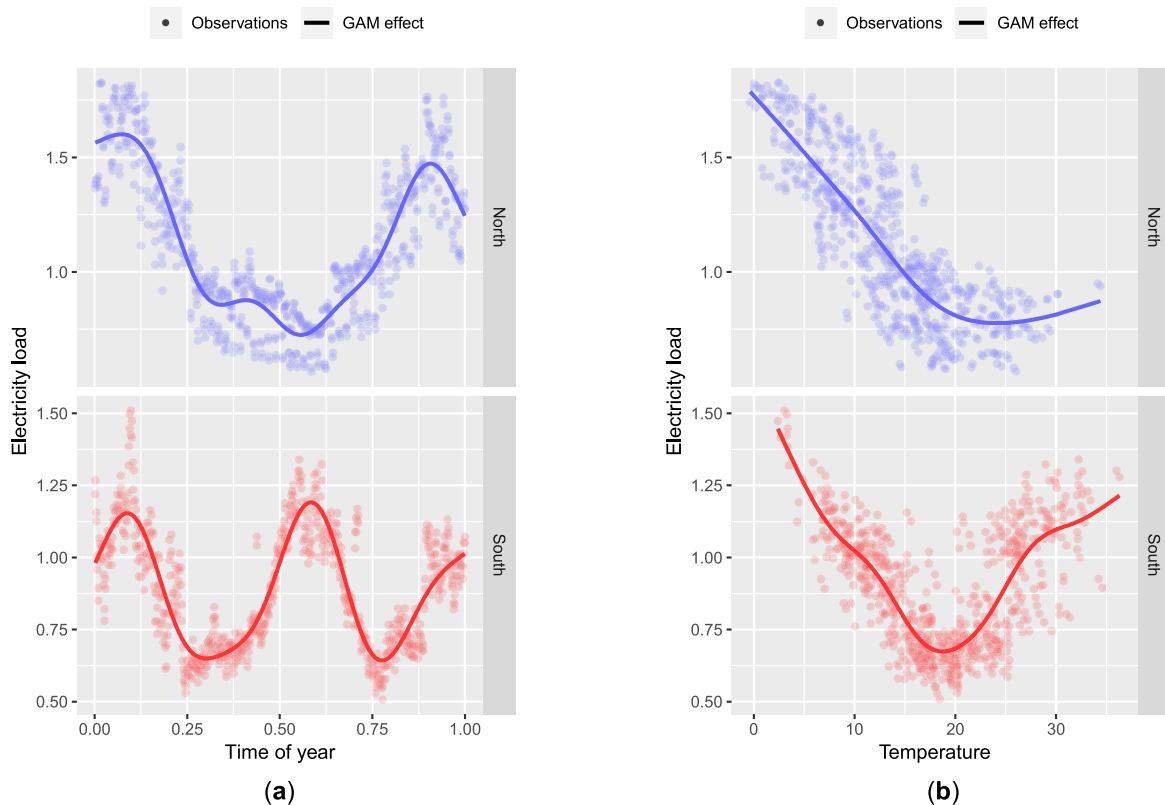 Observations GAM effect
Observations GAM effect
Electricity load
1.5
1.0
North
1.50
1.25
1.00
0.75
0.50
South
0.00 0.25 0.50 0.75 1.00
Time of year
(a)
Electricity load
1.5
1.0
North
1.50
1.25
1.00
0.75
0.50
South
0 10 20 30
Temperature
(b)